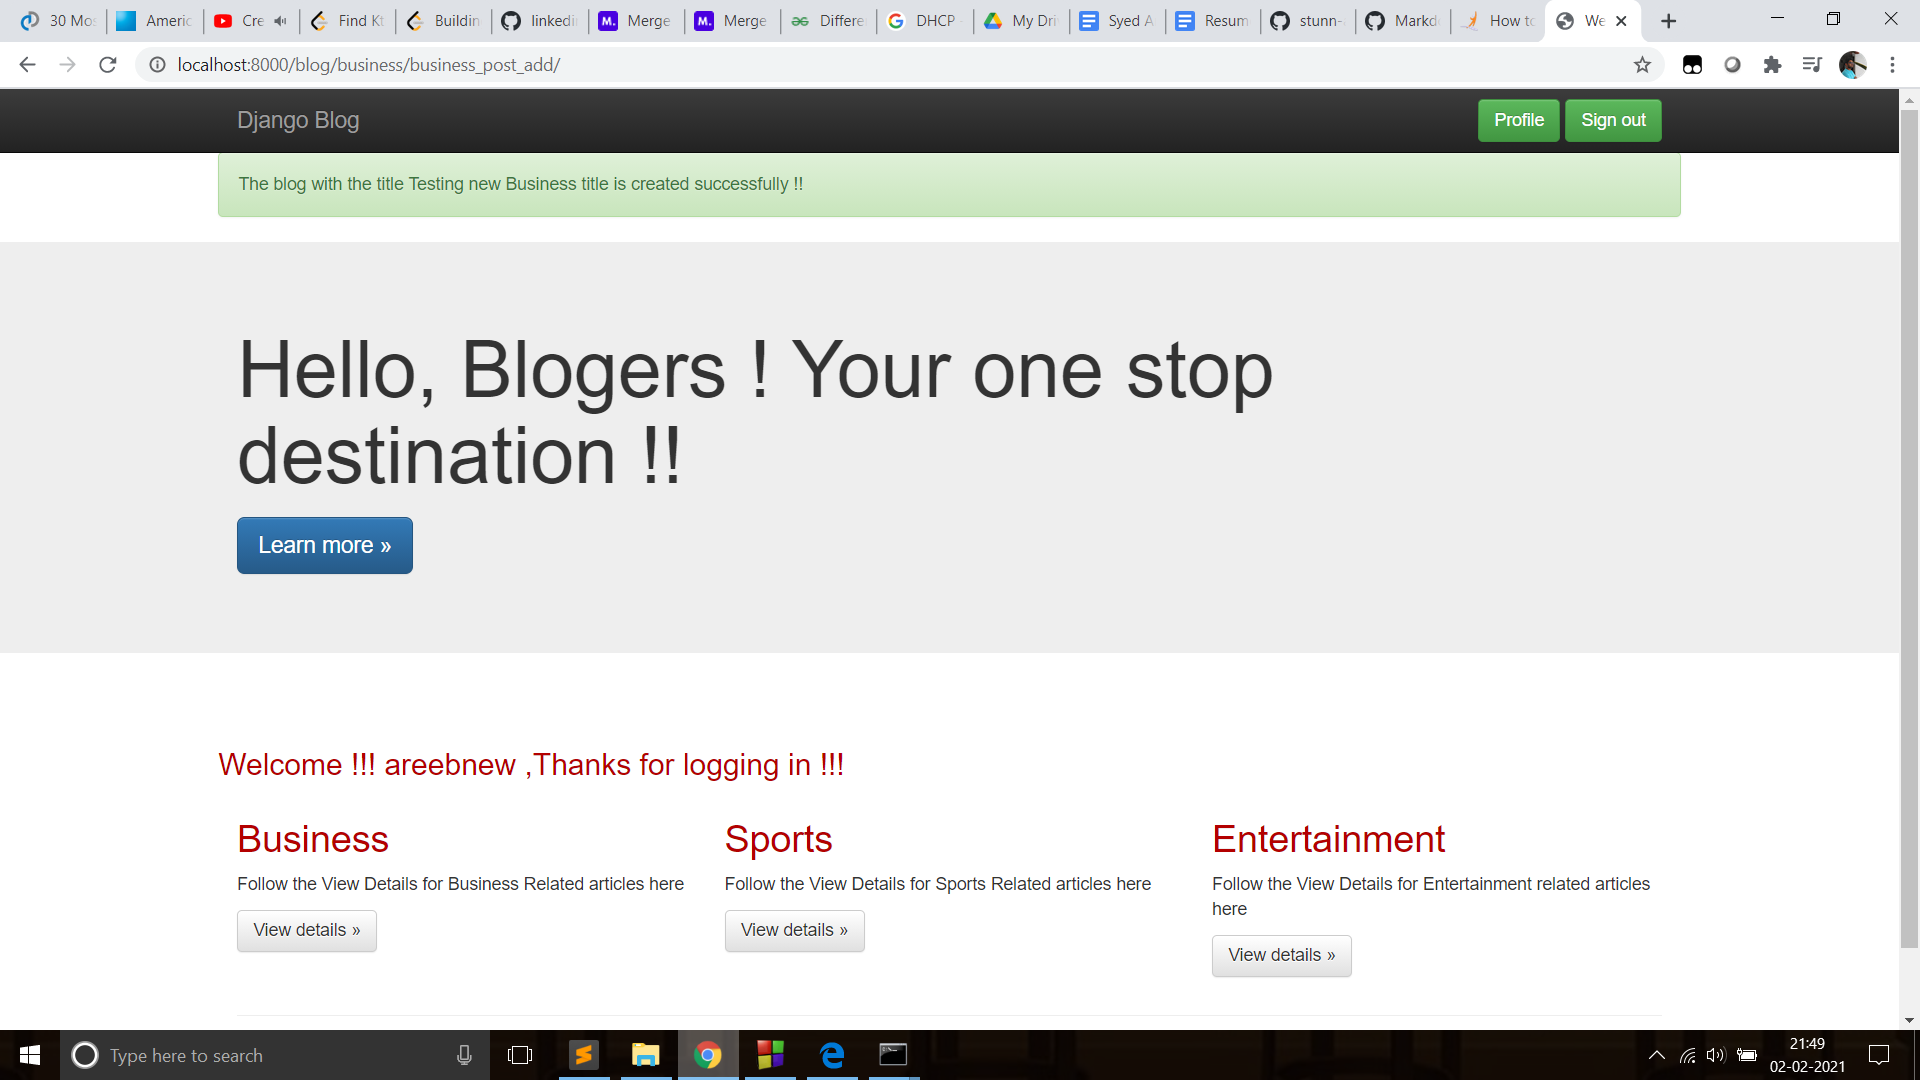 30 Mos
Americ
Cre
Find Kt
Buildin
linkedi
Merge
Merge
Differe
DHCP
My Dri
Syed A
Resum
stunn-
Markd
How to
We
localhost:8000/blog/business/business_post_add/
Django Blog
Profile
Sign out
The blog with the title Testing new Business title is created successfully !!
Hello, Blogers ! Your one stop
destination !!
Learn more »
Welcome !!! areebnew ,Thanks for logging in !!!
Business
Follow the View Details for Business Related articles here
View details »
Sports
Follow the View Details for Sports Related articles here
View details »
Entertainment
Follow the View Details for Entertainment related articles
here
View details »
Type here to search
21:49
02-02-2021